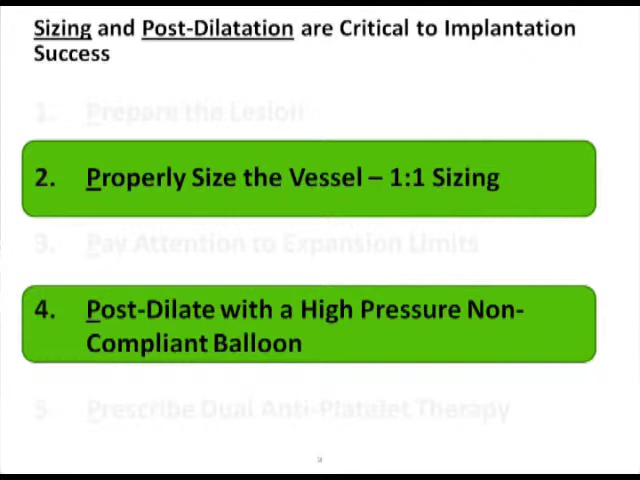 Sizing and Post-Dilatation are Critical to Implantation
Success
1. Prepare the Lesion
2. Properly Size the Vessel – 1:1 Sizing
3. Pay Attention to Expansion Limits
4. Post-Dilate with a High Pressure Non-
Compliant Balloon
5. Prescribe Dual Anti-Platelet Therapy